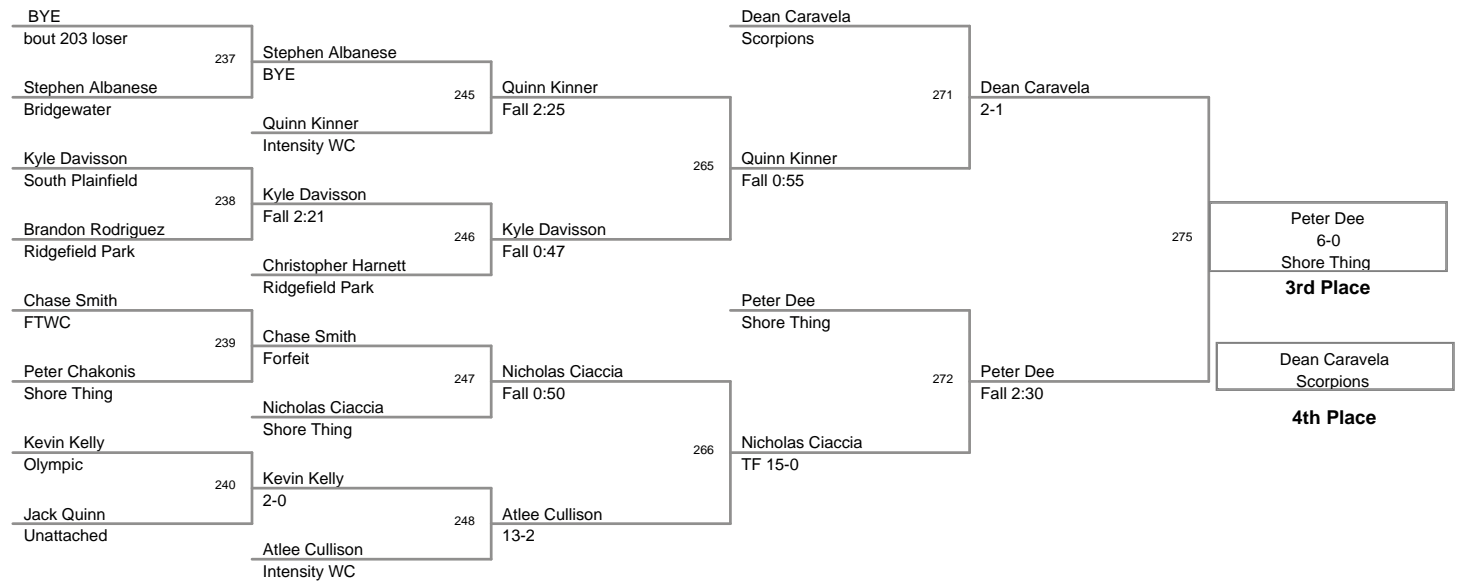 BYE
bout 203 loser
237
Stephen Albanese
Bridgewater
Kyle Davisson
South Plainfield
238
Brandon Rodriguez
Ridgefield Park
Chase Smith
FTWC
239
Peter Chakonis
Shore Thing
Kevin Kelly
Olympic
240
Jack Quinn
Unattached
Stephen Albanese
BYE
245
Quinn Kinner
Intensity WC
Kyle Davisson
Fall 2:21
246
Christopher Harnett
Ridgefield Park
Chase Smith
Forfeit
247
Nicholas Ciaccia
Shore Thing
Kevin Kelly
2-0
248
Atlee Cullison
Intensity WC
Quinn Kinner
Fall 2:25
265
Kyle Davisson
Fall 0:47
Nicholas Ciaccia
Fall 0:50
266
Atlee Cullison
13-2
Dean Caravela
Scorpions
271
Quinn Kinner
Fall 0:55
Peter Dee
Shore Thing
272
Nicholas Ciaccia
TF 15-0
Dean Caravela
2-1
275
Peter Dee
Fall 2:30
Peter Dee
6-0
Shore Thing
3rd Place
Dean Caravela
Scorpions
4th Place